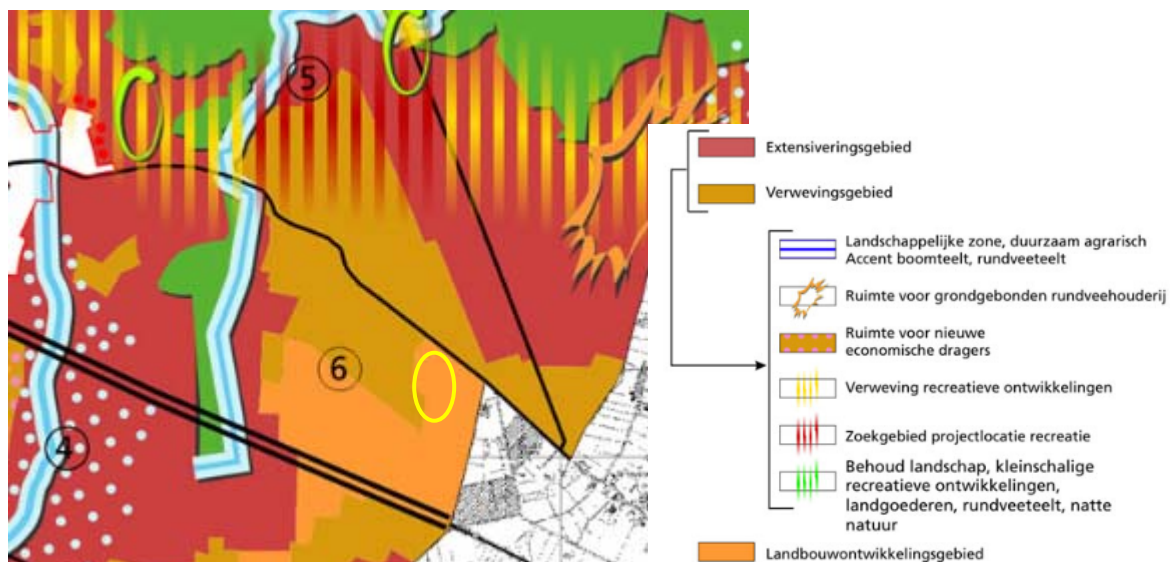 5
6
4
Extensiveringsgebied
Verwevingsgebied
Landschappelijke zone, duurzaam agrarisch
Accent boomteelt, rundveeteelt
Ruimte voor grondgebonden rundveehouderij
Ruimte voor nieuwe
economische dragers
Verweving recreatieve ontwikkelingen
Zoekgebied projectlocatie recreatie
Behoud landschap, kleinschalige
recreatieve ontwikkelingen,
landgoederen, rundveeteelt, natte
natuur
Landbouwontwikkelingsgebied